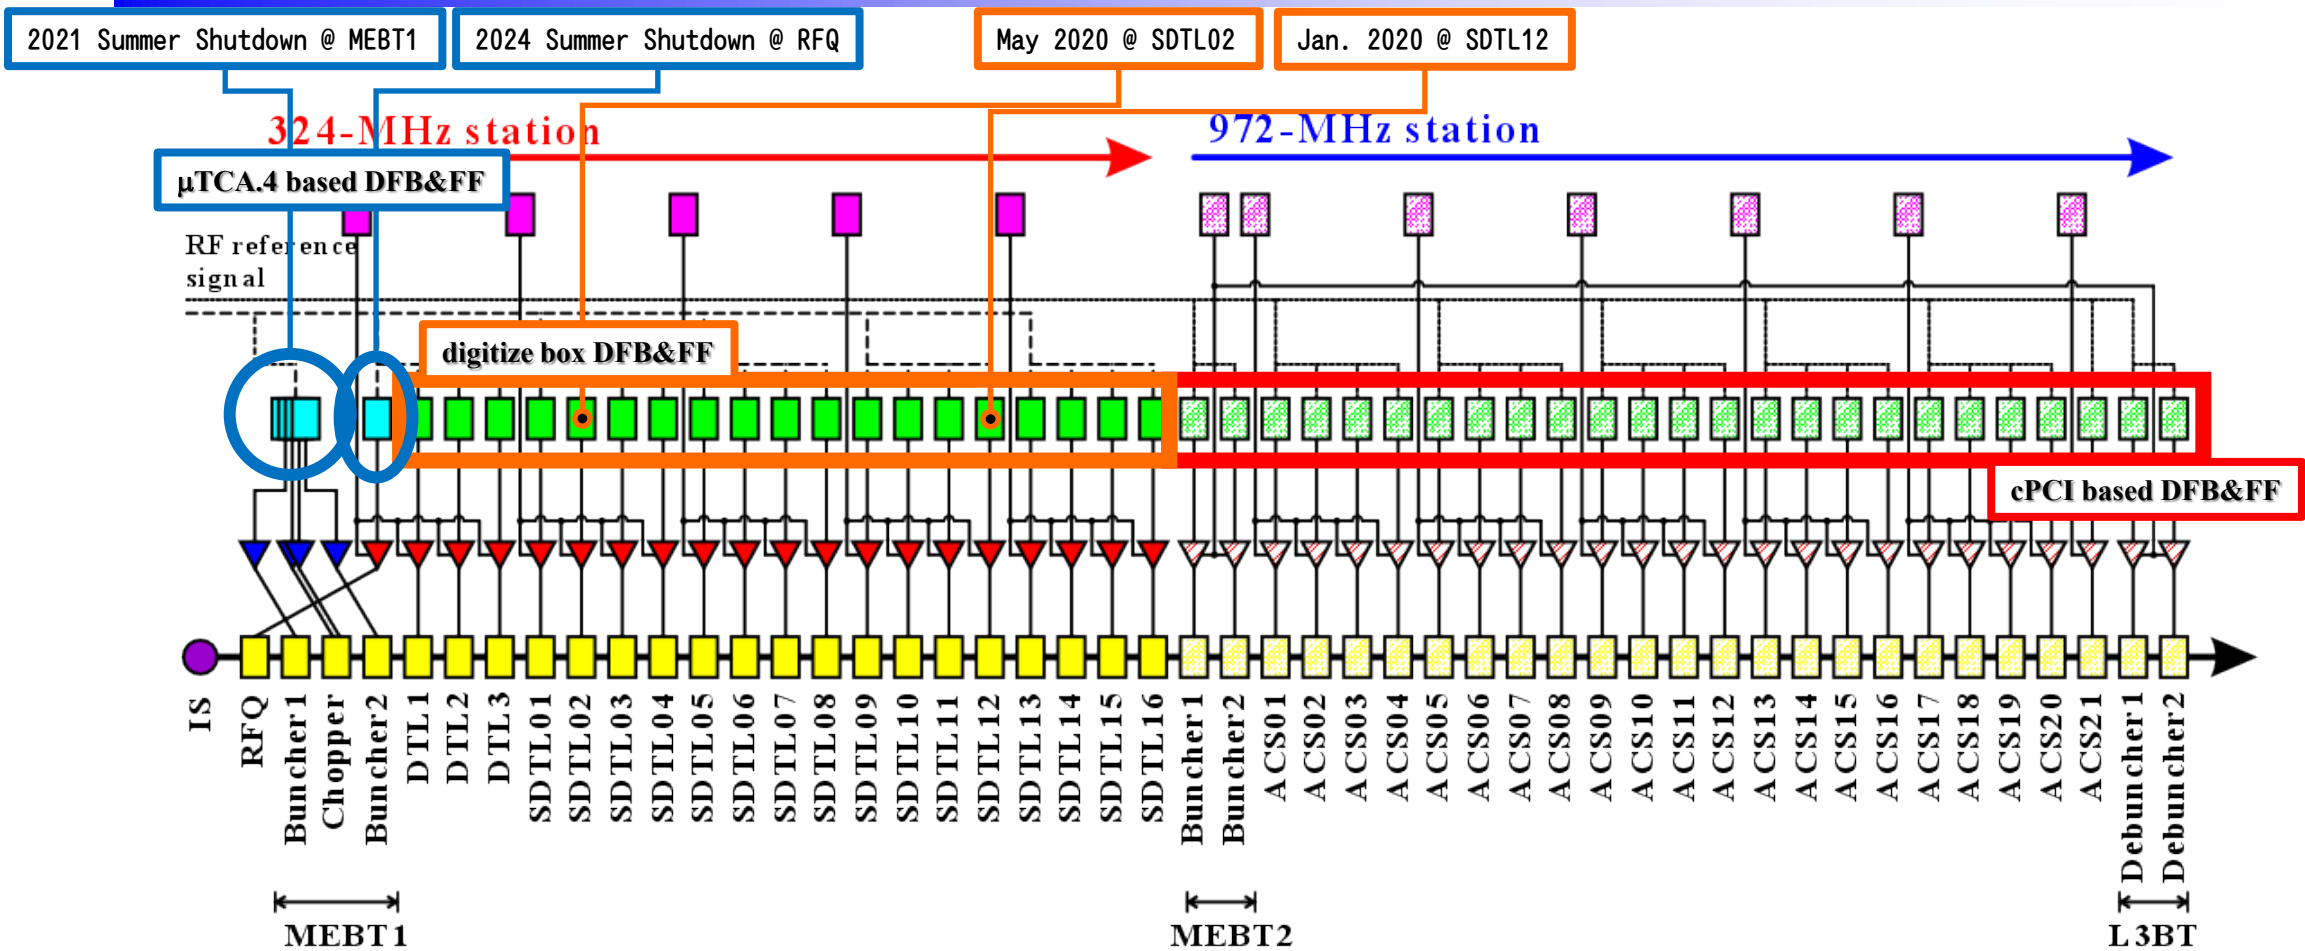 2021 Summer Shutdown @ MEBT1
2024 Summer Shutdown @ RFQ
May 2020 @ SDTL02
Jan. 2020 @ SDTL12
324-MHz station
972-MHz station
μTCA.4 based DFB&FF
RF reference
signal
digitize box DFB&FF
cPCI based DFB&FF
IS
RFQ
Buncher1
Chopper
Buncher2
DTL1
DTL2
DTL3
SDTL01
SDTL02
SDTL03
SDTL04
SDTL05
SDTL06
SDTL07
SDTL08
SDTL09
SDTL10
SDTL11
SDTL12
SDTL13
SDTL14
SDTL15
SDTL16
Buncher1
Buncher2
ACS01
ACS02
ACS03
ACS04
ACS05
ACS06
ACS07
ACS08
ACS09
ACS10
ACS11
ACS12
ACS13
ACS14
ACS15
ACS16
ACS17
ACS18
ACS19
ACS20
ACS21
Debuncher1
Debuncher2
MEBT1
MEBT2
L3BT